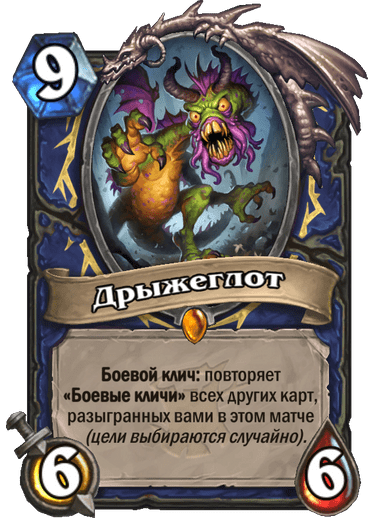 9
Дрыжеглот
Боевой клич: повторяет
«Боевые кличи» всех других карт,
разыгранных вами в этом матче
(цели выбираются случайно).
6
6